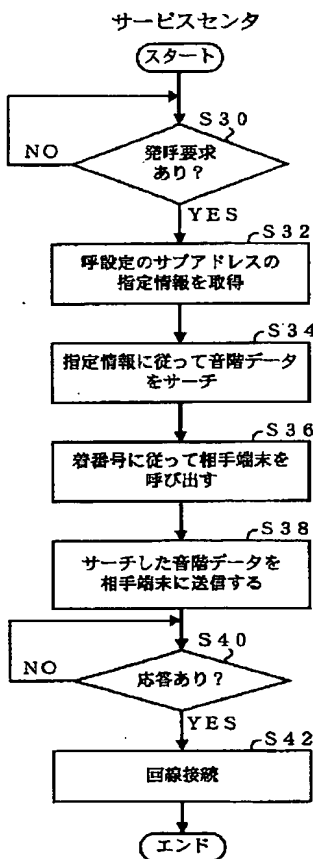 サービスセンタ
スタート
S30
発呼要求
あり?
NO
YES
S32
呼設定のサブアドレスの
指定情報を取得
S34
指定情報に従って音階データ
をサーチ
S36
着番号に従って相手端末を
呼び出す
S38
サーチした音階データを
相手端末に送信する
S40
応答あり?
NO
YES
S42
回線接続
エンド